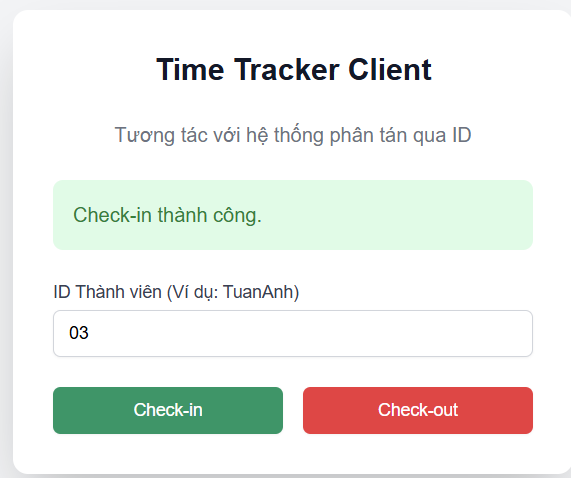 Time Tracker Client
Tương tác với hệ thống phân tán qua ID
Check-in thành công.
ID Thành viên (Ví dụ: TuanAnh)
03
Check-in Check-out